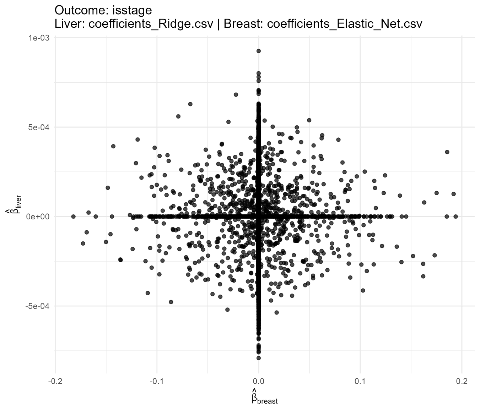 Outcome: isstage
Liver: coefficients_Ridge.csv | Breast: coefficients_Elastic_Net.csv
1e-03
5e-04
0e+00
-5e-04
β̂liver
-0.2
-0.1
0.0
0.1
0.2
β̂breast